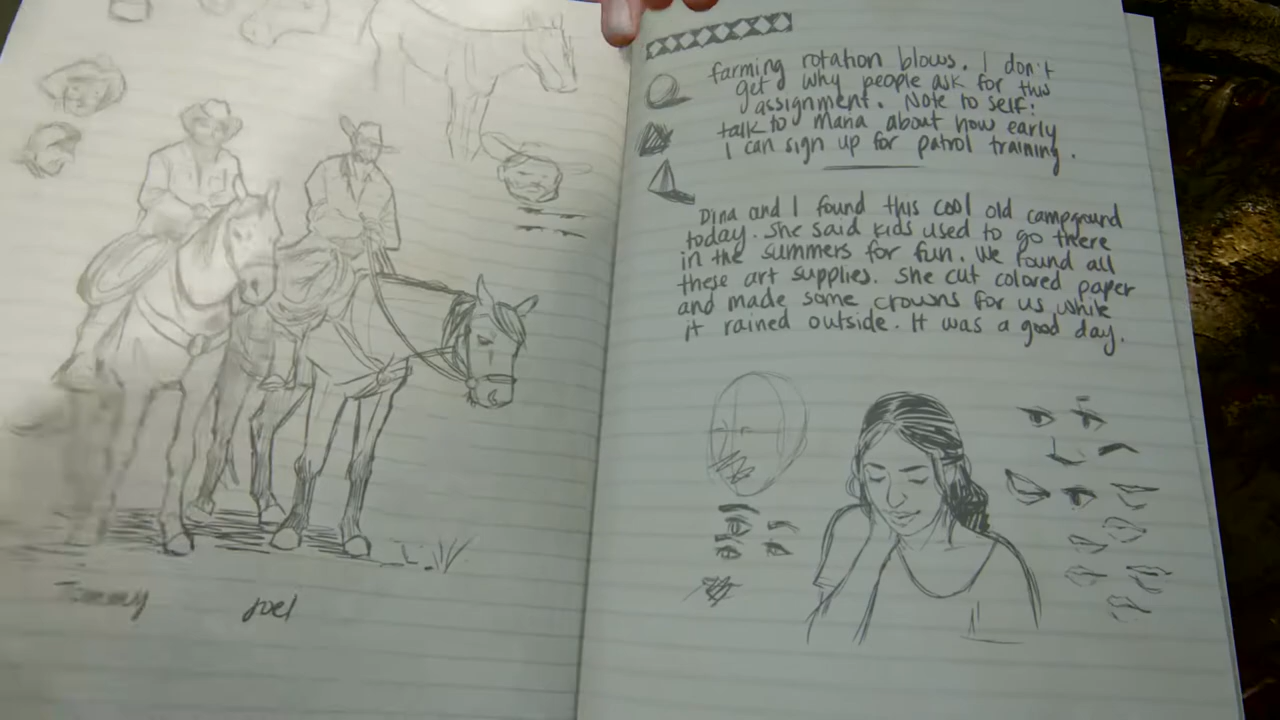 Tommy
Joel
farming rotation blows. I don't
get why people ask for this
assignment. Note to self:
talk to Maria about how early
I can sign up for patrol training.
Dina and I found this cool old campground
today. She said kids used to go there
in the summers for fun. We found all
these art supplies. She cut colored paper
and made some crowns for us while
it rained outside. It was a good day.